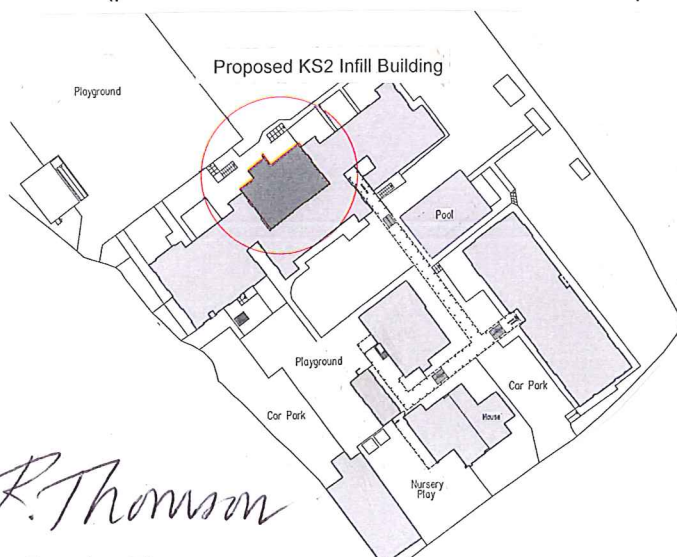 Proposed KS2 Infill Building
Playground
Pool
Playground
Car Park
Car Park
House
Nursery
Play
R. Thomson